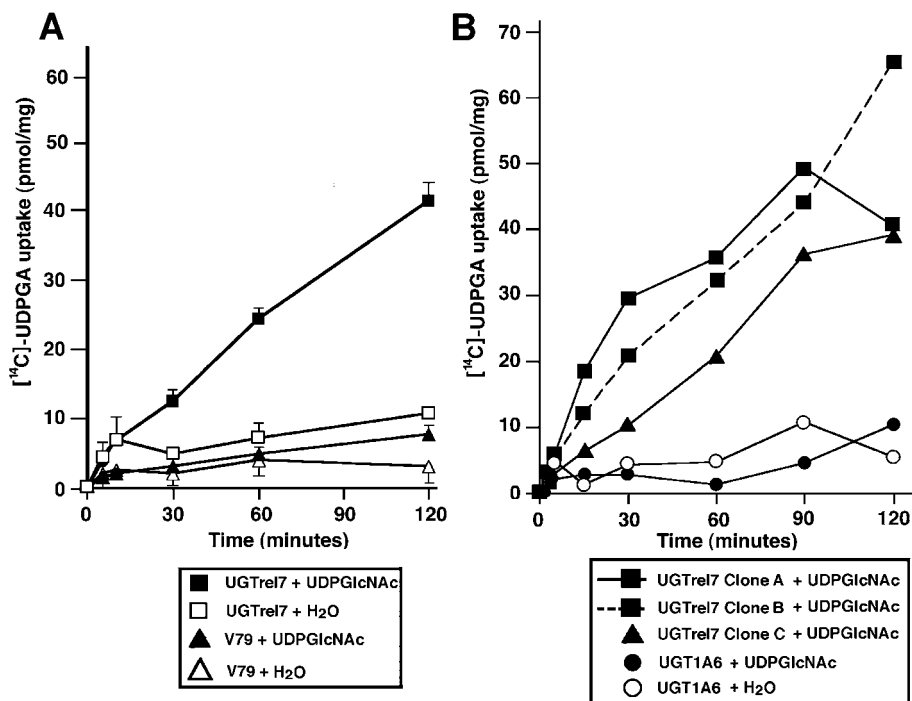 A
[¹⁴C]-UDPGA uptake (pmol/mg)
60
50
40
30
20
10
0
0 30 60 90 120
Time (minutes)
UGTrel7 + UDPGlcNAc
UGTrel7 + H₂O
V79 + UDPGlcNAc
V79 + H₂O
B
[¹⁴C]-UDPGA uptake (pmol/mg)
70
60
50
40
30
20
10
0
0 30 60 90 120
Time (minutes)
UGTrel7 Clone A + UDPGlcNAc
UGTrel7 Clone B + UDPGlcNAc
UGTrel7 Clone C + UDPGlcNAc
UGT1A6 + UDPGlcNAc
UGT1A6 + H₂O